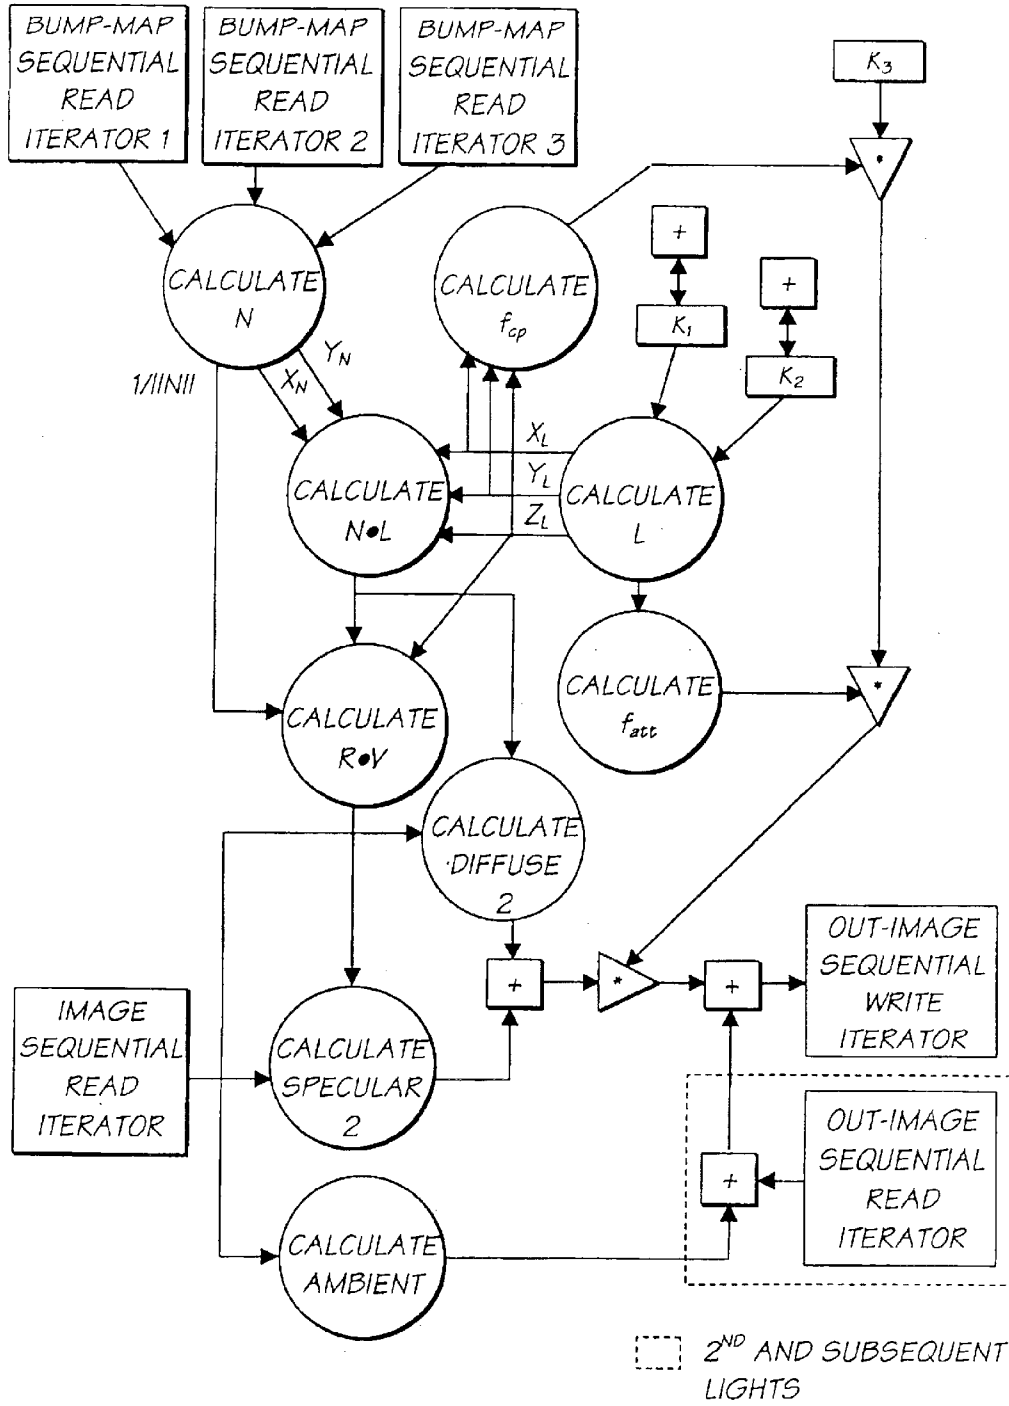 BUMP-MAP
SEQUENTIAL
READ
ITERATOR 1
BUMP-MAP
SEQUENTIAL
READ
ITERATOR 2
BUMP-MAP
SEQUENTIAL
READ
ITERATOR 3
K3
*
CALCULATE
N
CALCULATE
fcp
+
+
K1
K2
1/||N||
XN
YN
XL
YL
ZL
CALCULATE
N•L
CALCULATE
L
CALCULATE
R•V
CALCULATE
fatt
*
CALCULATE
DIFFUSE
2
IMAGE
SEQUENTIAL
READ
ITERATOR
CALCULATE
SPECULAR
2
+
*
+
OUT-IMAGE
SEQUENTIAL
WRITE
ITERATOR
CALCULATE
AMBIENT
+
OUT-IMAGE
SEQUENTIAL
READ
ITERATOR
2ND AND SUBSEQUENT
LIGHTS